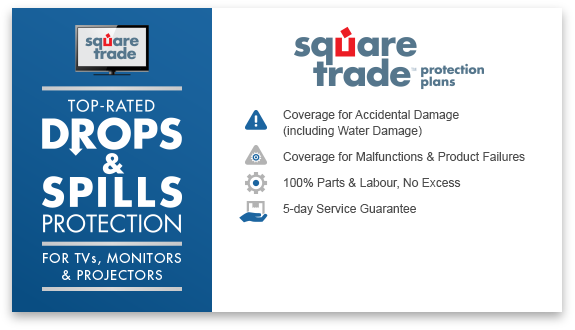 square
trade
TOP-RATED
DROPS
&
SPILLS
PROTECTION
FOR TVs, MONITORS
& PROJECTORS
square
trade™ protection
plans
Coverage for Accidental Damage
(including Water Damage)
Coverage for Malfunctions & Product Failures
100% Parts & Labour, No Excess
5-day Service Guarantee